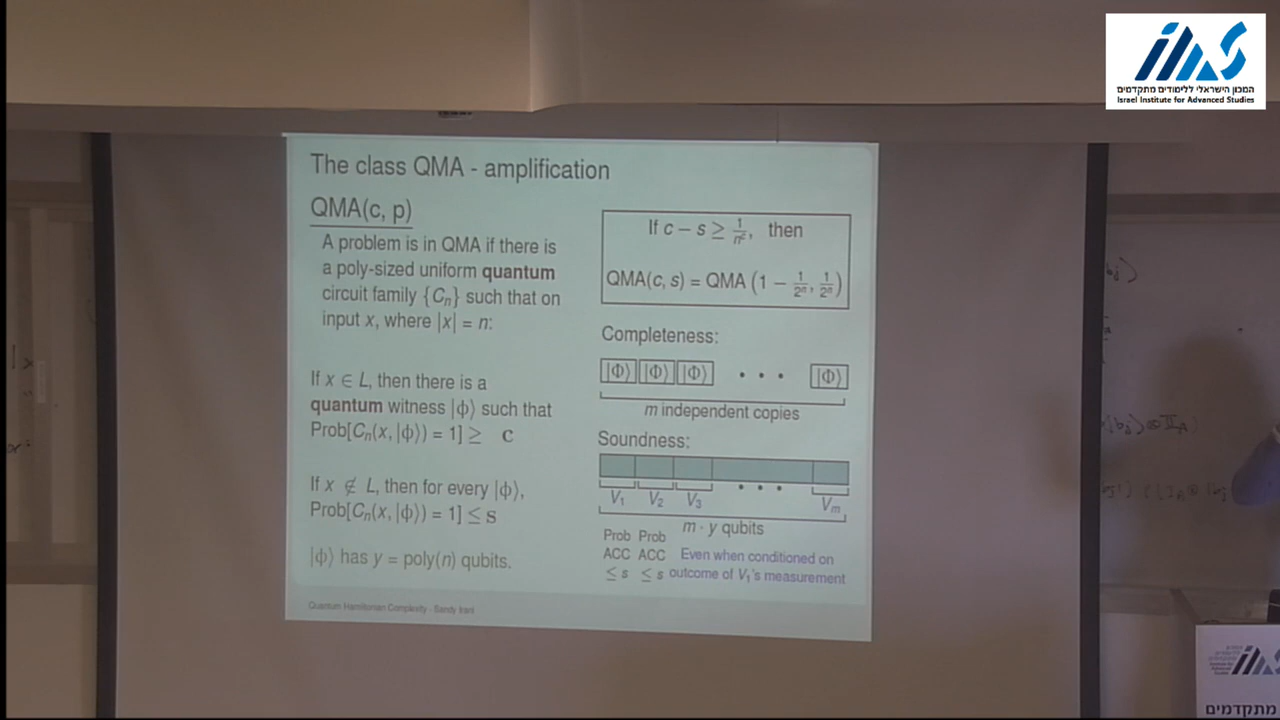 המכון הישראלי ללימודים מתקדמים
Israel Institute for Advanced Studies
The class QMA - amplification
QMA(c, p)
A problem is in QMA if there is
a poly-sized uniform quantum
circuit family {Cₙ} such that on
input x, where |x| = n:
If x ∈ L, then there is a
quantum witness |ϕ⟩ such that
Prob[Cₙ(x, |ϕ⟩) = 1] ≥ c
If x ∉ L, then for every |ϕ⟩,
Prob[Cₙ(x, |ϕ⟩) = 1] ≤ s
|ϕ⟩ has y = poly(n) qubits.
If c − s ≥ 1/nᶜ, then
QMA(c, s) = QMA (1 − 1/2ⁿ, 1/2ⁿ)
Completeness:
|Φ⟩ |Φ⟩ |Φ⟩ • • • |Φ⟩
m independent copies
Soundness:
• • •
V₁ V₂ V₃ Vₘ
m · y qubits
Prob Prob
ACC ACC Even when conditioned on
≤ s ≤ s outcome of V₁'s measurement
Quantum Hamiltonian Complexity - Sandy Irani
מתקדמים